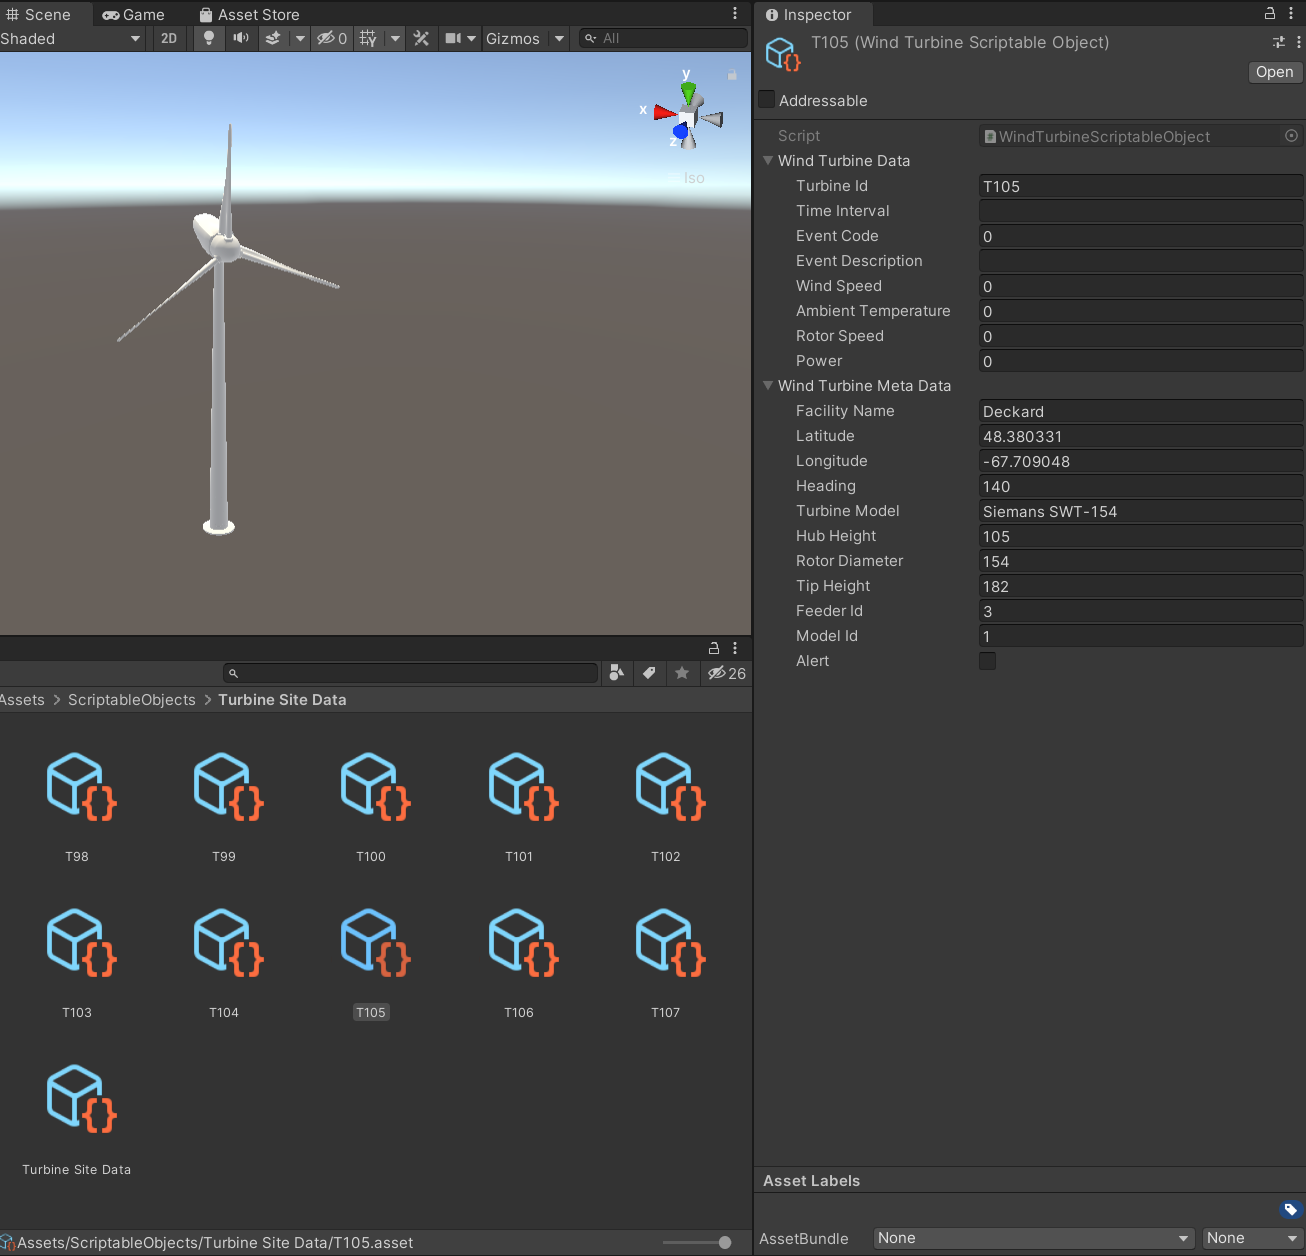 Scene Game Asset Store
Shaded 2D 0 Gizmos All
y
x
z
Iso
26
Assets > ScriptableObjects > Turbine Site Data
T98 T99 T100 T101 T102
T103 T104 T105 T106 T107
Turbine Site Data
Assets/ScriptableObjects/Turbine Site Data/T105.asset
Inspector
T105 (Wind Turbine Scriptable Object)
Open
Addressable
Script WindTurbineScriptableObject
Wind Turbine Data
Turbine Id T105
Time Interval
Event Code 0
Event Description
Wind Speed 0
Ambient Temperature 0
Rotor Speed 0
Power 0
Wind Turbine Meta Data
Facility Name Deckard
Latitude 48.380331
Longitude -67.709048
Heading 140
Turbine Model Siemans SWT-154
Hub Height 105
Rotor Diameter 154
Tip Height 182
Feeder Id 3
Model Id 1
Alert
Asset Labels
AssetBundle None None